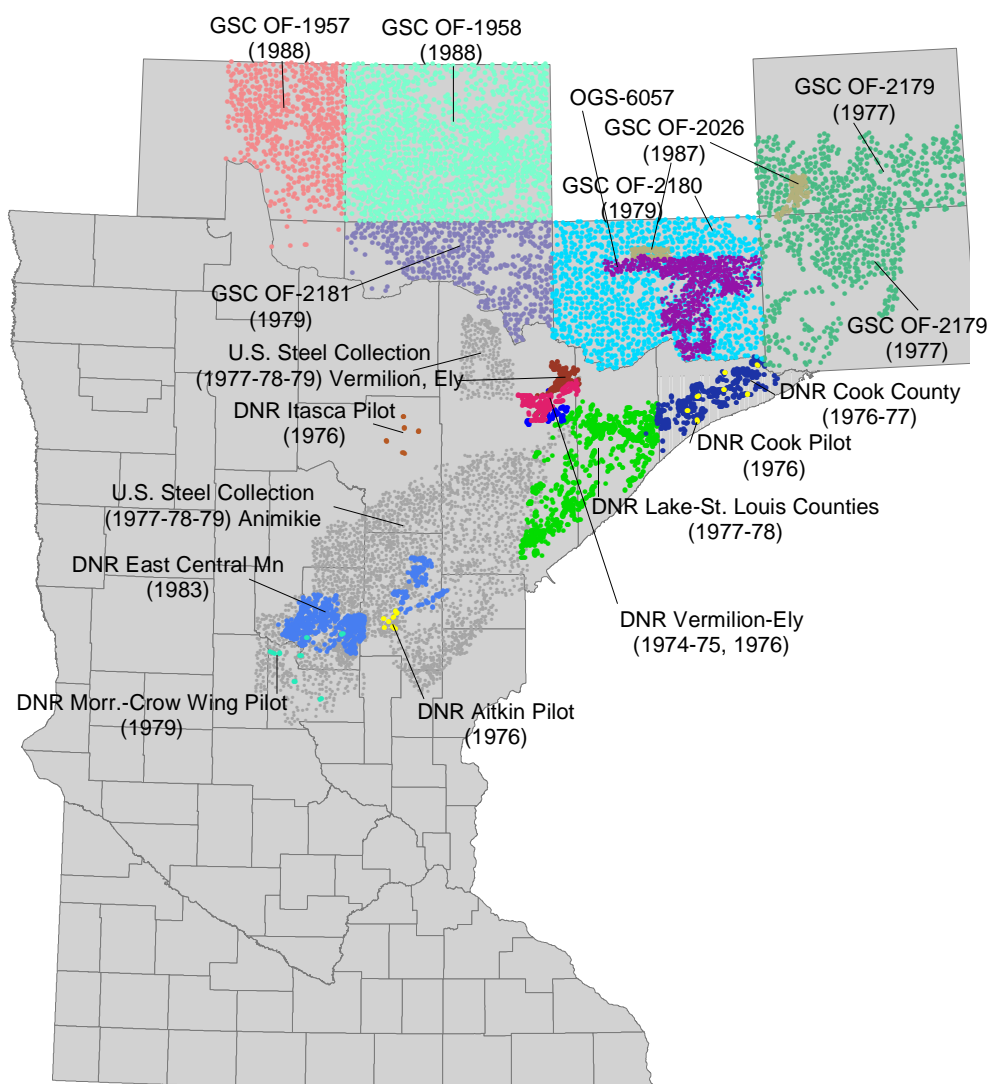 GSC OF-1957
(1988)
GSC OF-1958
(1988)
OGS-6057
GSC OF-2026
(1987)
GSC OF-2179
(1977)
GSC OF-2180
(1979)
GSC OF-2181
(1979)
GSC OF-2179
(1977)
U.S. Steel Collection
(1977-78-79) Vermilion, Ely
DNR Itasca Pilot
(1976)
DNR Cook County
(1976-77)
DNR Cook Pilot
(1976)
U.S. Steel Collection
(1977-78-79) Animikie
DNR Lake-St. Louis Counties
(1977-78)
DNR East Central Mn
(1983)
DNR Vermilion-Ely
(1974-75, 1976)
DNR Morr.-Crow Wing Pilot
(1979)
DNR Aitkin Pilot
(1976)